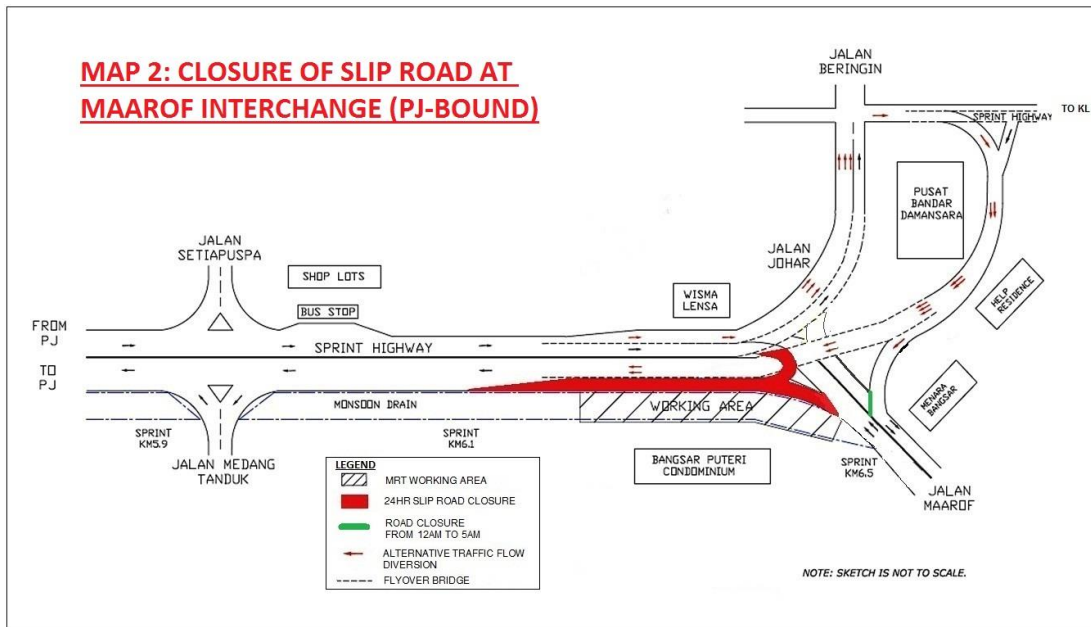 MAP 2: CLOSURE OF SLIP ROAD AT
MAAROF INTERCHANGE (PJ-BOUND)
JALAN
BERINGIN
TO KL
SPRINT HIGHWAY
PUSAT
BANDAR
DAMANSARA
JALAN
SETIAPUSPA
SHOP LOTS
BUS STOP
JALAN
JOHAR
WISMA
LENSA
HELP
RESIDENCE
FROM
PJ
SPRINT HIGHWAY
TO
PJ
MENARA
BANGSAR
MONSOON DRAIN
WORKING AREA
SPRINT
KM5.9
SPRINT
KM6.1
JALAN MEDANG
TANDUK
BANGSAR PUTERI
CONDOMINIUM
SPRINT
KM6.5
JALAN
MAAROF
LEGEND
MRT WORKING AREA
24HR SLIP ROAD CLOSURE
ROAD CLOSURE
FROM 12AM TO 5AM
ALTERNATIVE TRAFFIC FLOW
DIVERSION
FLYOVER BRIDGE
NOTE: SKETCH IS NOT TO SCALE.